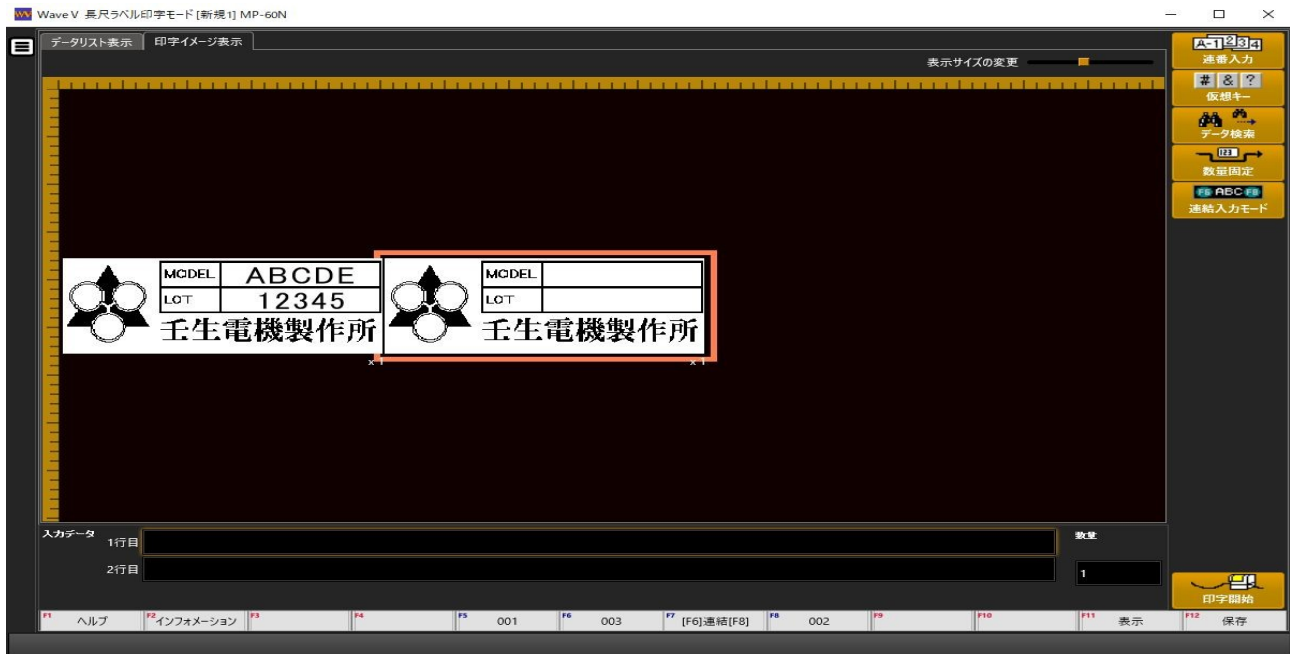 Wave V 長尺ラベル印字モード [新規1] MP-60N
データリスト表示 印字イメージ表示
表示サイズの変更
A-1 2 3 4
連番入力
# & ?
仮想キー
データ検索
123
数量固定
F6 ABC F8
連結入力モード
MODEL ABCDE
LOT 12345
壬生電機製作所
x 1
MODEL
LOT
壬生電機製作所
x 1
入力データ
1行目
2行目
数量
1
印字開始
F1 ヘルプ F2 インフォメーション F3 F4 F5 001 F6 003 F7 [F6]連結[F8] F8 002 F9 F10 F11 表示 F12 保存